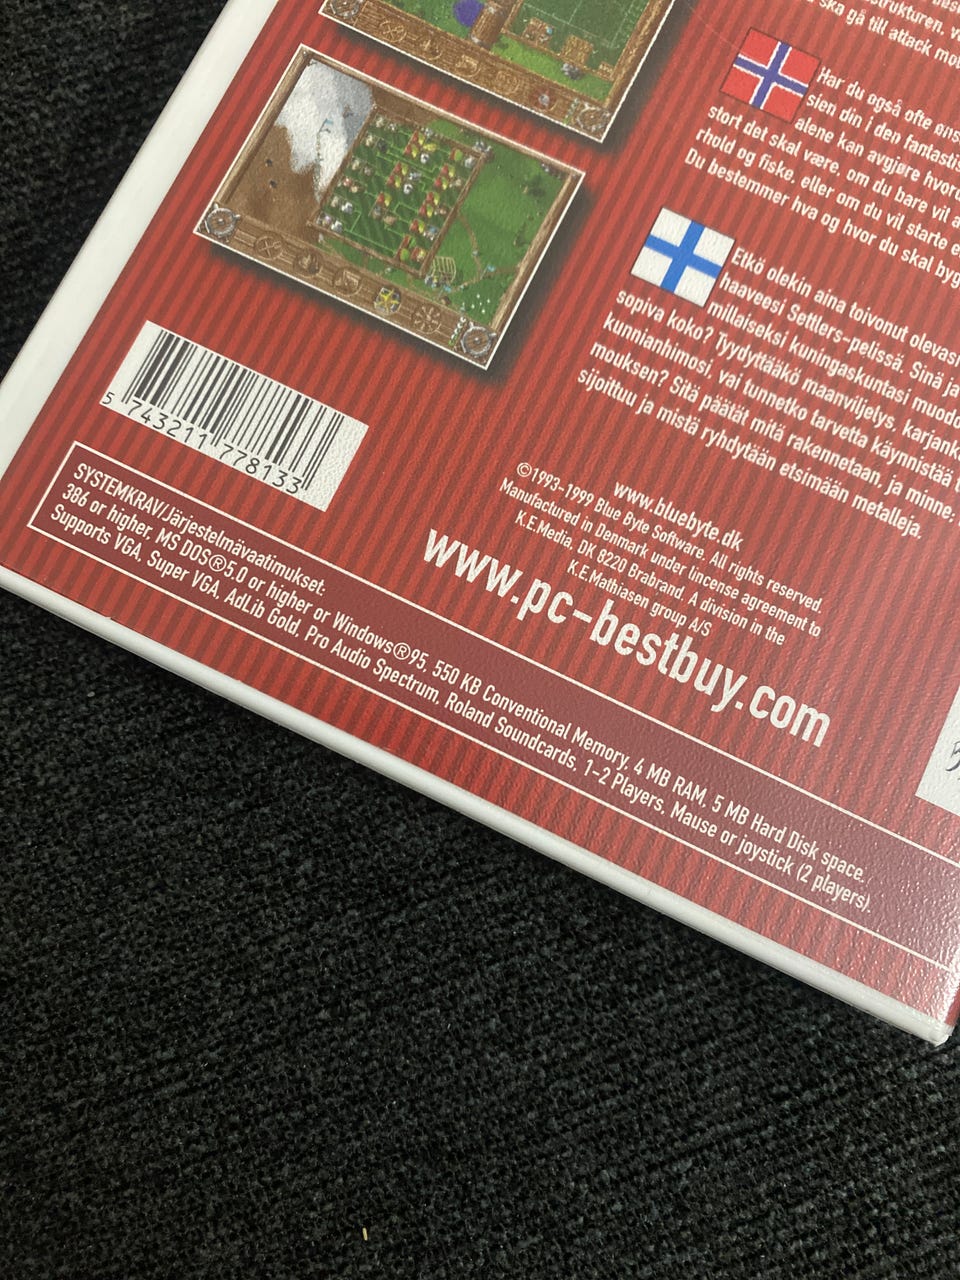 ska gå till attack mot
Har du også ofte øns
sien din i den fantasti
alene kan avgjøre hvor
stort det skal være, om du bare vil
rhold og fiske, eller om du vil starte e
Du bestemmer hva og hvor du skal byg
Etkö olekin aina toivonut olevas
haaveesi Settlers-pelissä. Sinä ja
millaiseksi kuningaskuntasi muodo
sopiva koko? Tyydyttääkö maanviljelys, karjank
kunnianhimosi, vai tunnetko tarvetta käynnistää
mouksen? Sitä päätät mitä rakennetaan, ja minne,
sijoittuu ja mistä ryhdytään etsimään metalleja.
5 743211 778133
www.bluebyte.dk
©1993-1999 Blue Byte Software. All rights reserved.
Manufactured in Denmark under lincense agreement to
K.E.Media, DK 8220 Brabrand. A division in the
K.E.Mathiasen group A/S
www.pc-bestbuy.com
SYSTEMKRAV/Järjestelmävaatimukset:
386 or higher, MS DOS®5.0 or higher or Windows®95, 550 KB Conventional Memory, 4 MB RAM, 5 MB Hard Disk space.
Supports VGA, Super VGA, AdLib Gold, Pro Audio Spectrum, Roland Soundcards, 1-2 Players, Mause or joystick (2 players).